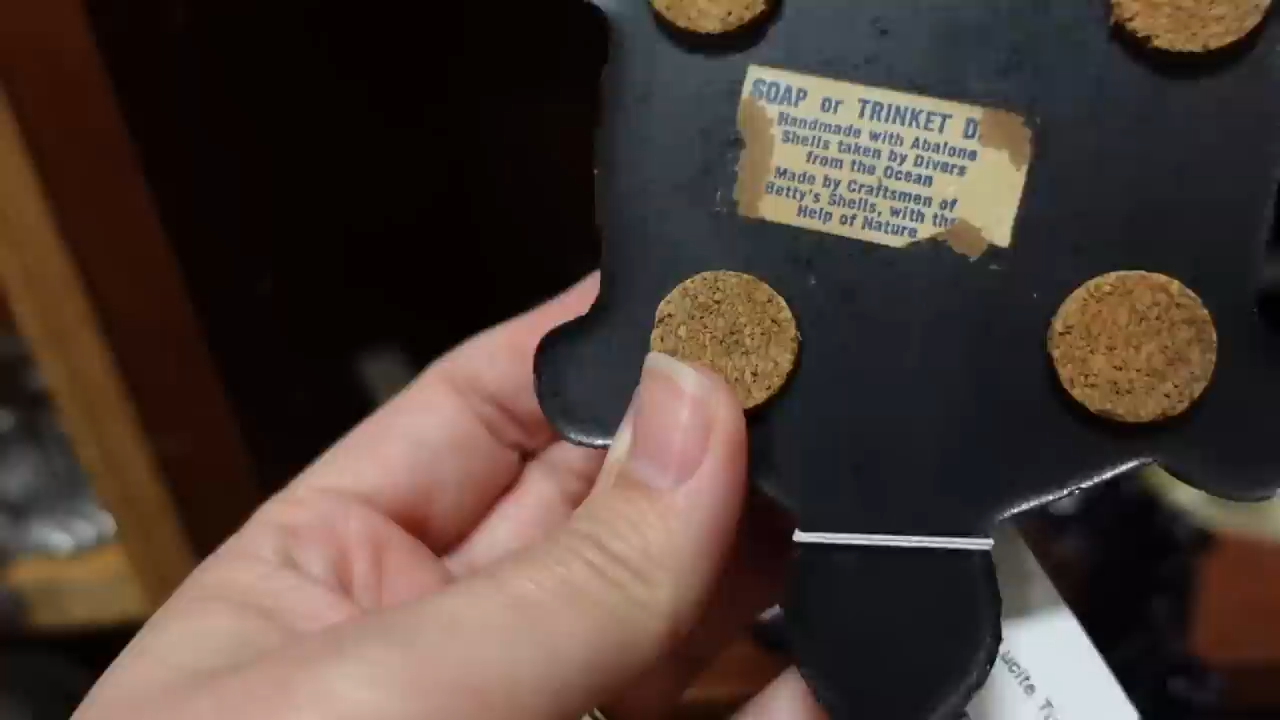 SOAP or TRINKET D
Handmade with Abalone
Shells taken by Divers
from the Ocean
Made by Craftsmen of
Betty's Shells, with the
Help of Nature
Lucite